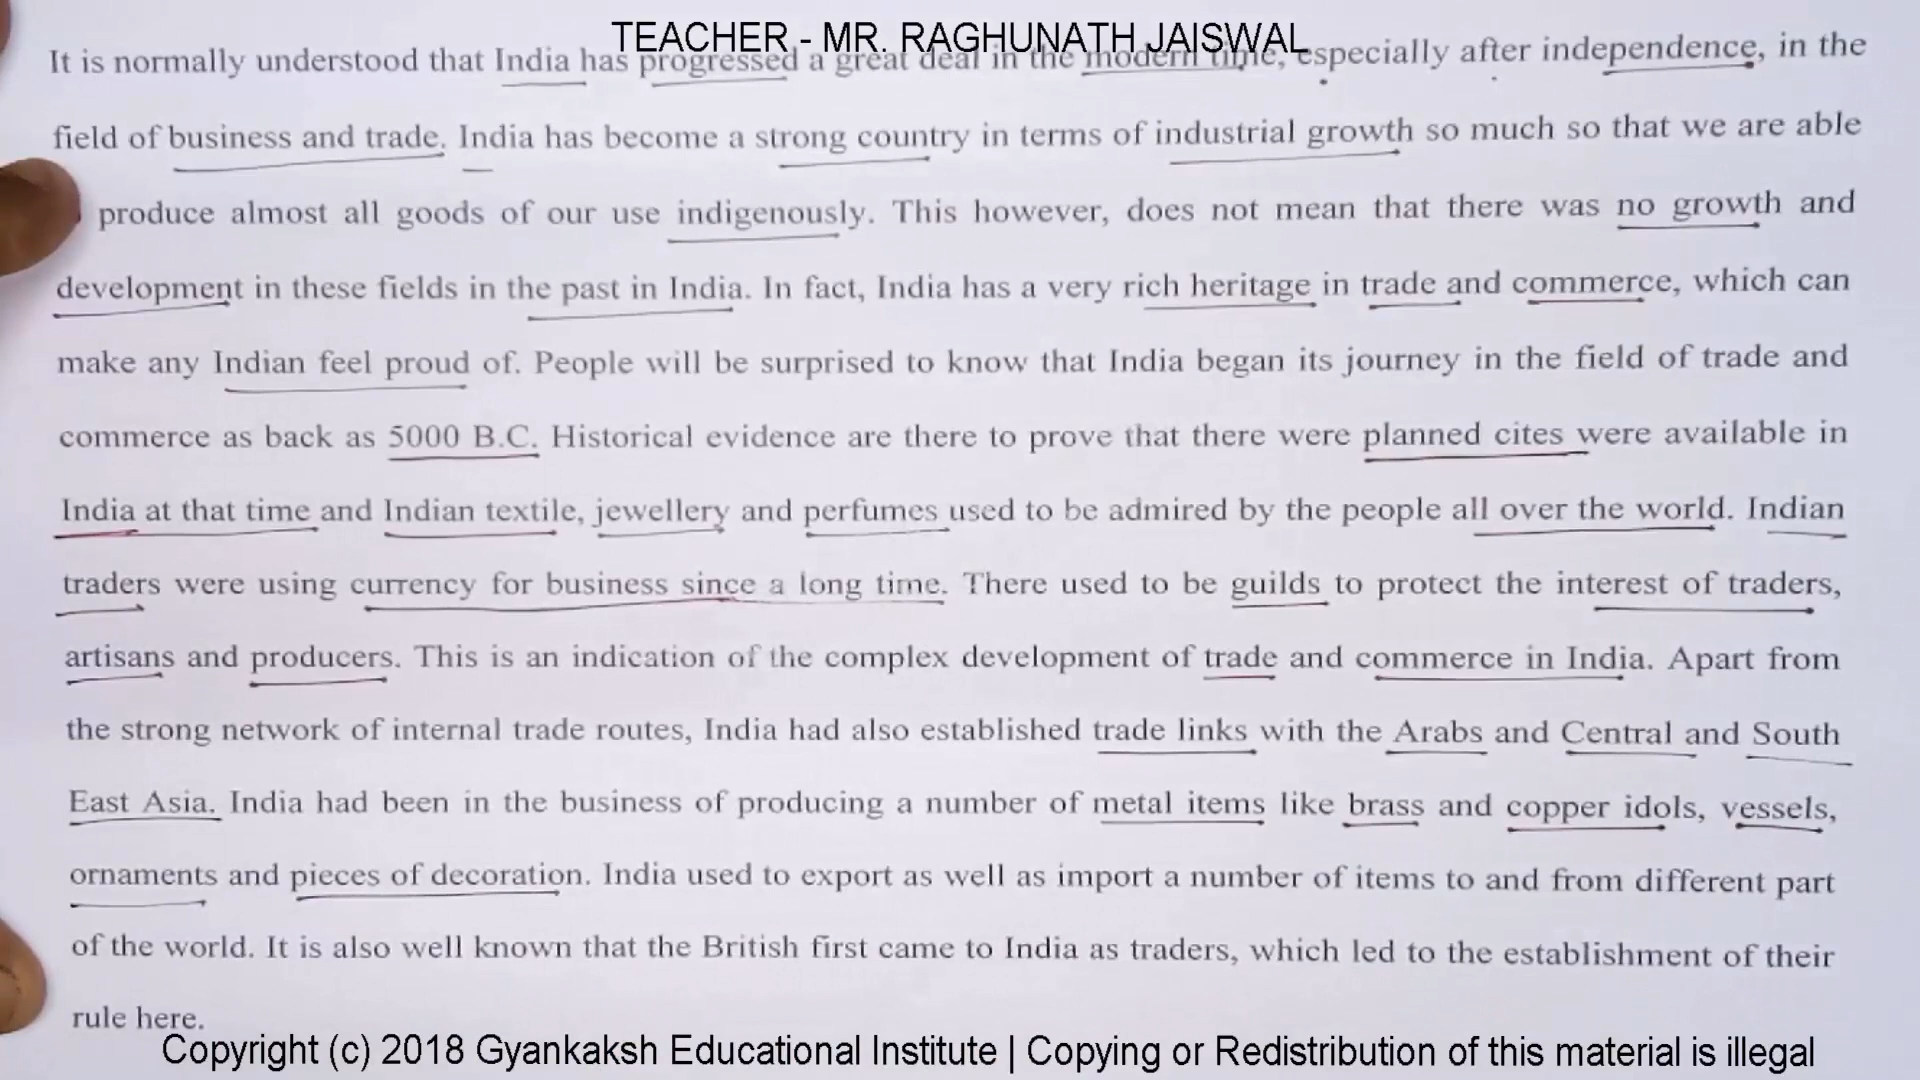 TEACHER - MR. RAGHUNATH JAISWAL
It is normally understood that India has progressed a great deal in the modern time, especially after independence, in the
field of business and trade. India has become a strong country in terms of industrial growth so much so that we are able
produce almost all goods of our use indigenously. This however, does not mean that there was no growth and
development in these fields in the past in India. In fact, India has a very rich heritage in trade and commerce, which can
make any Indian feel proud of. People will be surprised to know that India began its journey in the field of trade and
commerce as back as 5000 B.C. Historical evidence are there to prove that there were planned cites were available in
India at that time and Indian textile, jewellery and perfumes used to be admired by the people all over the world. Indian
traders were using currency for business since a long time. There used to be guilds to protect the interest of traders,
artisans and producers. This is an indication of the complex development of trade and commerce in India. Apart from
the strong network of internal trade routes, India had also established trade links with the Arabs and Central and South
East Asia. India had been in the business of producing a number of metal items like brass and copper idols, vessels,
ornaments and pieces of decoration. India used to export as well as import a number of items to and from different part
of the world. It is also well known that the British first came to India as traders, which led to the establishment of their
rule here.
Copyright (c) 2018 Gyankaksh Educational Institute | Copying or Redistribution of this material is illegal